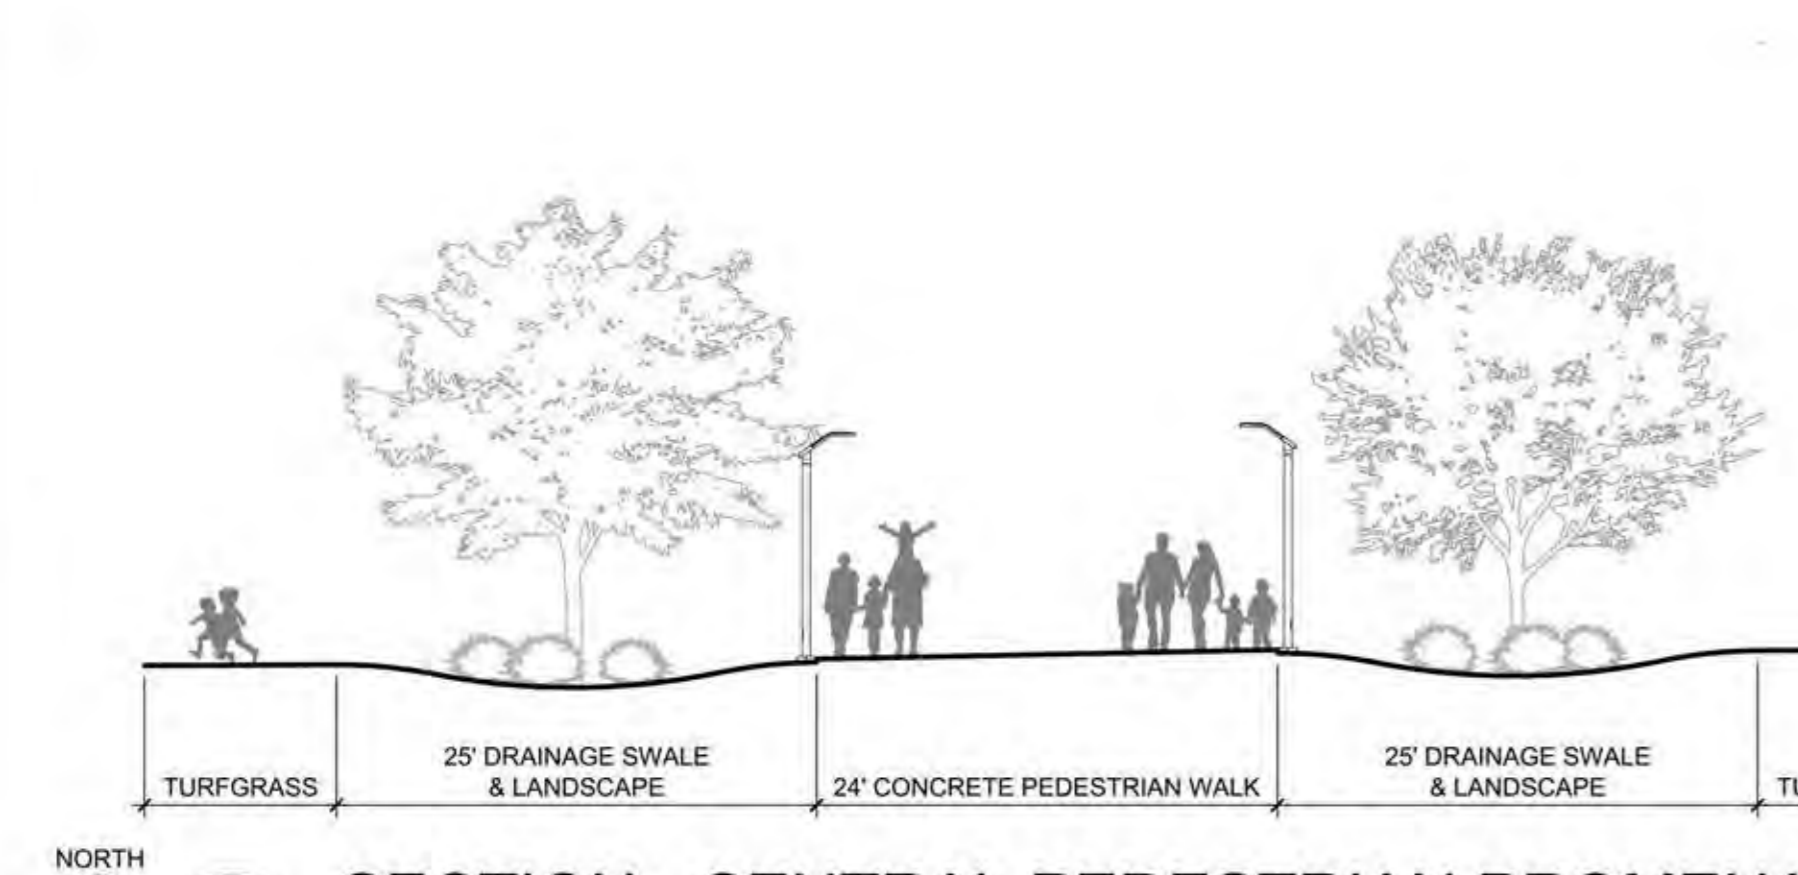 25' DRAINAGE SWALE
& LANDSCAPE
25' DRAINAGE SWALE
& LANDSCAPE
TURFGRASS
24' CONCRETE PEDESTRIAN WALK
NORTH